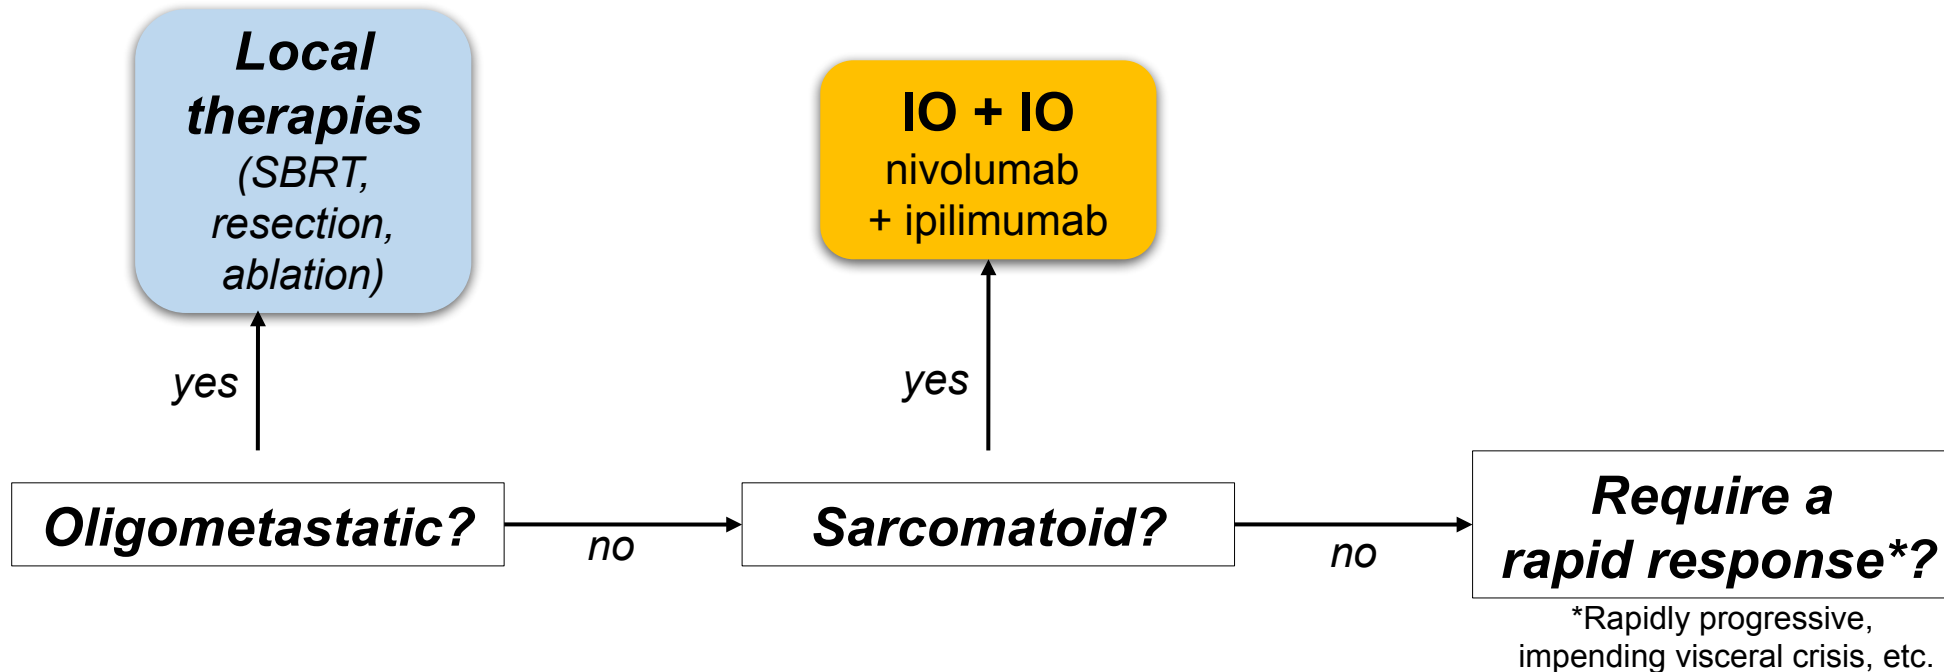 Local
therapies
(SBRT,
resection,
ablation)
IO + IO
nivolumab
+ ipilimumab
yes
yes
Oligometastatic?
no
Sarcomatoid?
no
Require a
rapid response*?
*Rapidly progressive,
impending visceral crisis, etc.